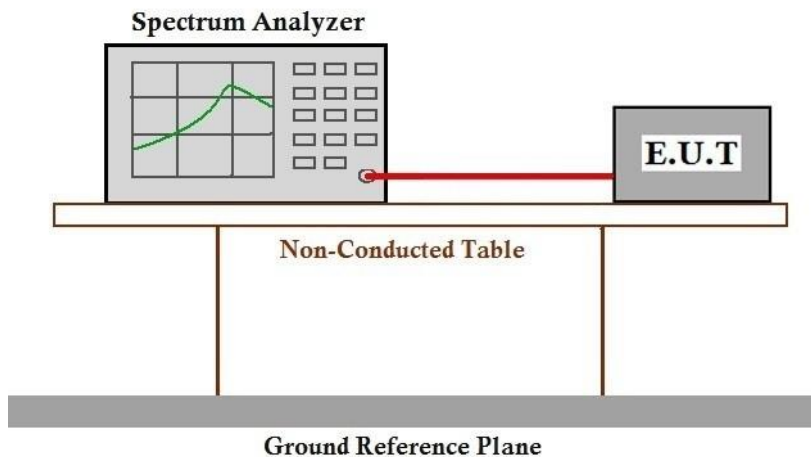 Spectrum Analyzer
E.U.T
Non-Conducted Table
Ground Reference Plane